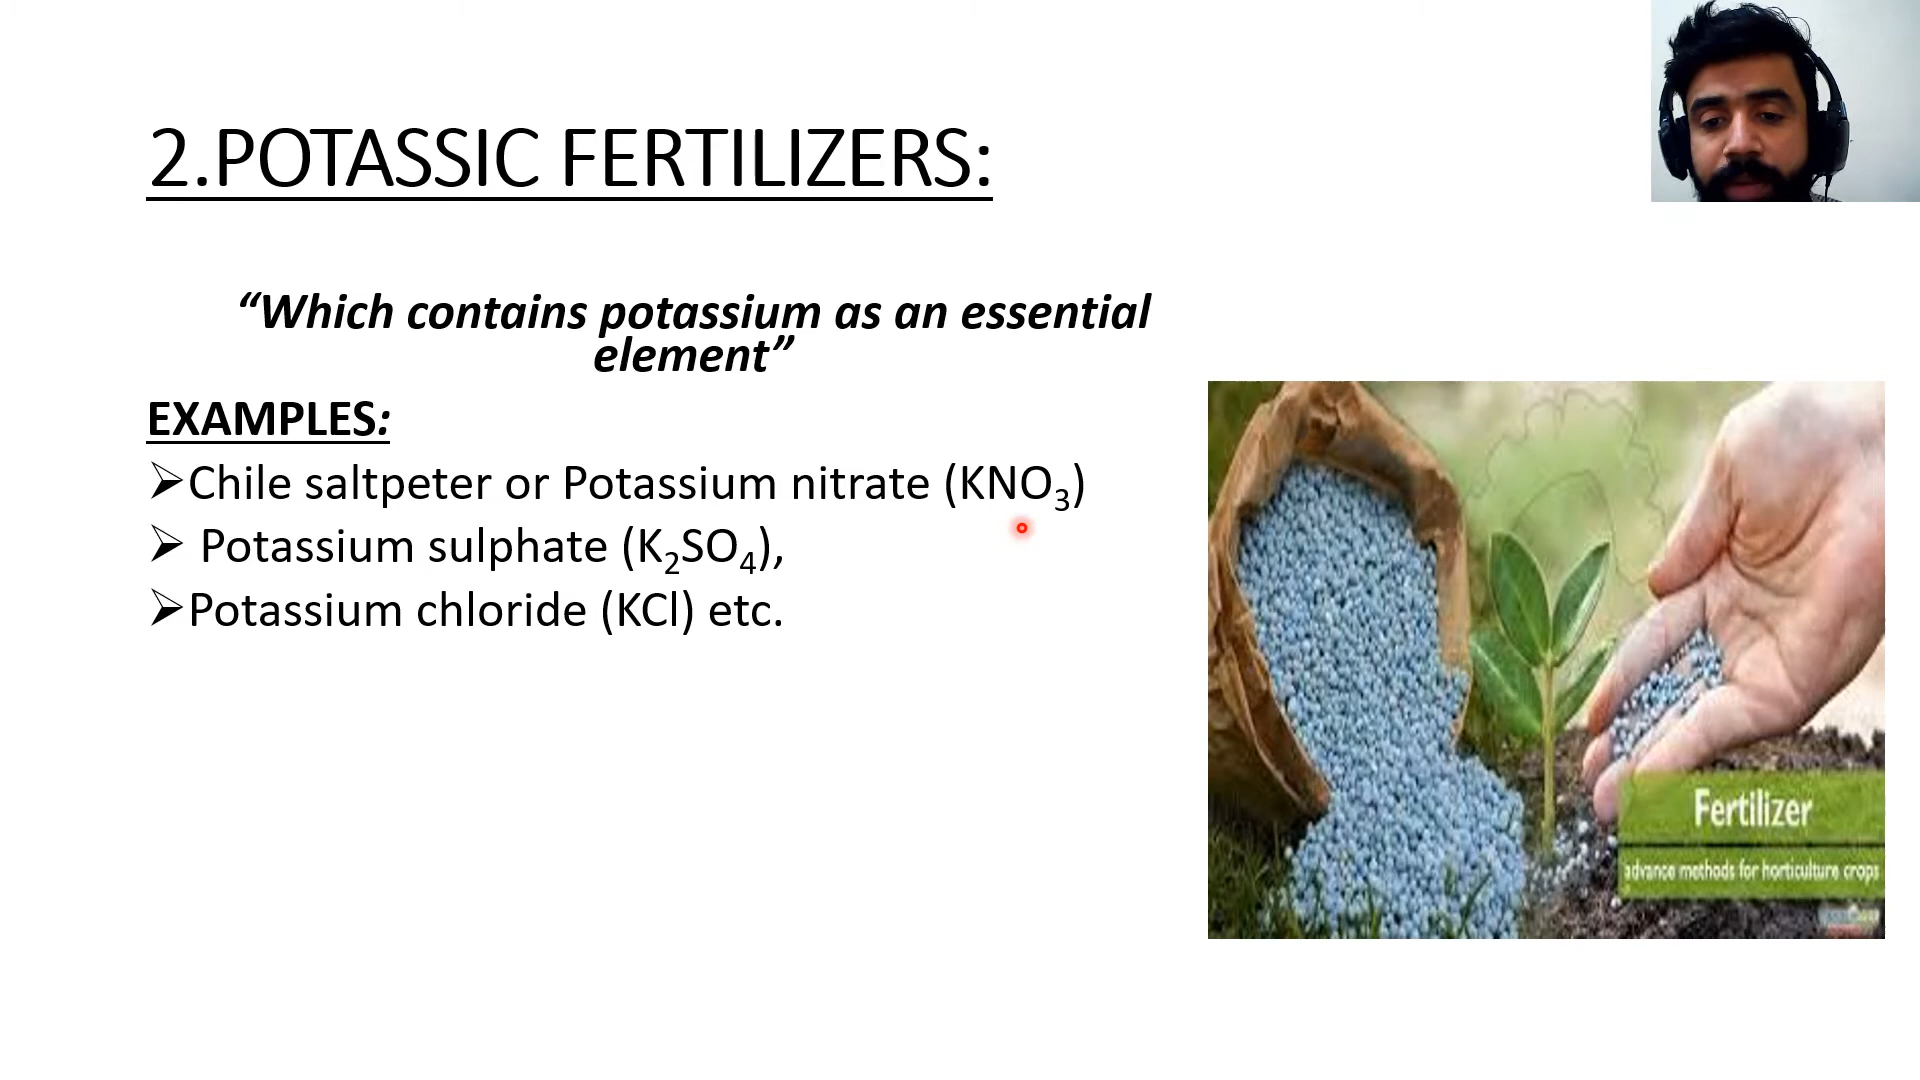 2.POTASSIC FERTILIZERS:
“Which contains potassium as an essential
element”
EXAMPLES:
➢Chile saltpeter or Potassium nitrate (KNO₃)
➢ Potassium sulphate (K₂SO₄),
➢Potassium chloride (KCl) etc.
Fertilizer
advance methods for horticulture crops